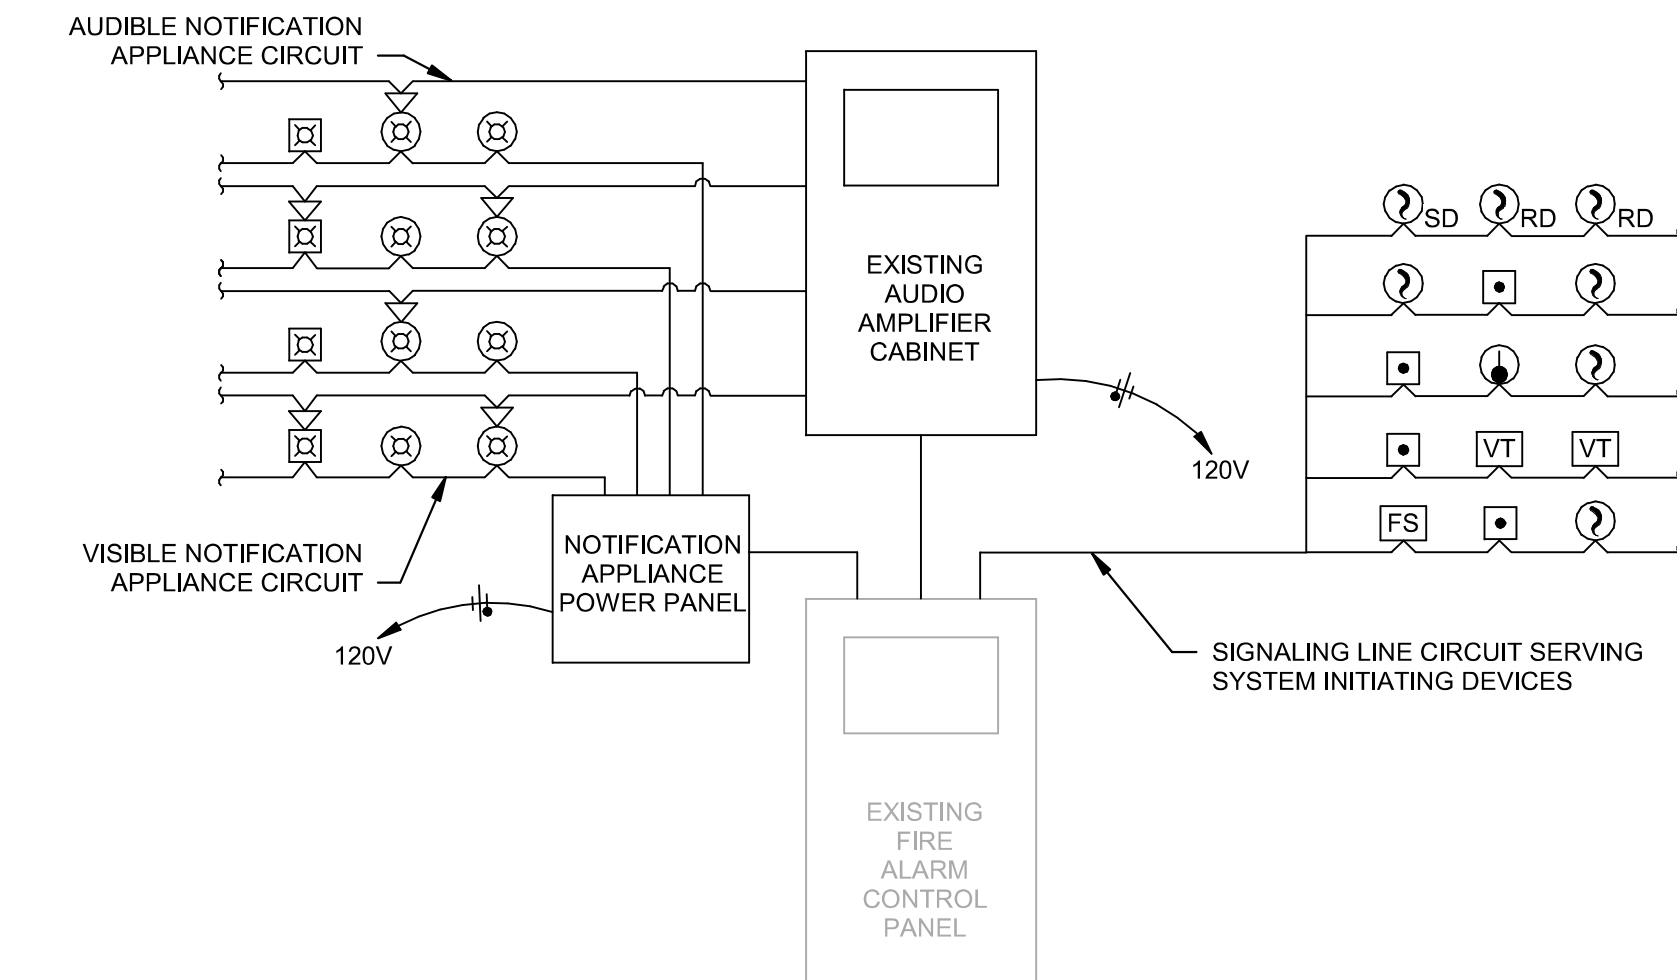 AUDIBLE NOTIFICATION
APPLIANCE CIRCUIT
EXISTING
AUDIO
AMPLIFIER
CABINET
120V
SD
RD
RD
VT
VT
FS
NOTIFICATION
APPLIANCE
POWER PANEL
VISIBLE NOTIFICATION
APPLIANCE CIRCUIT
120V
SIGNALING LINE CIRCUIT SERVING
SYSTEM INITIATING DEVICES
EXISTING
FIRE
ALARM
CONTROL
PANEL